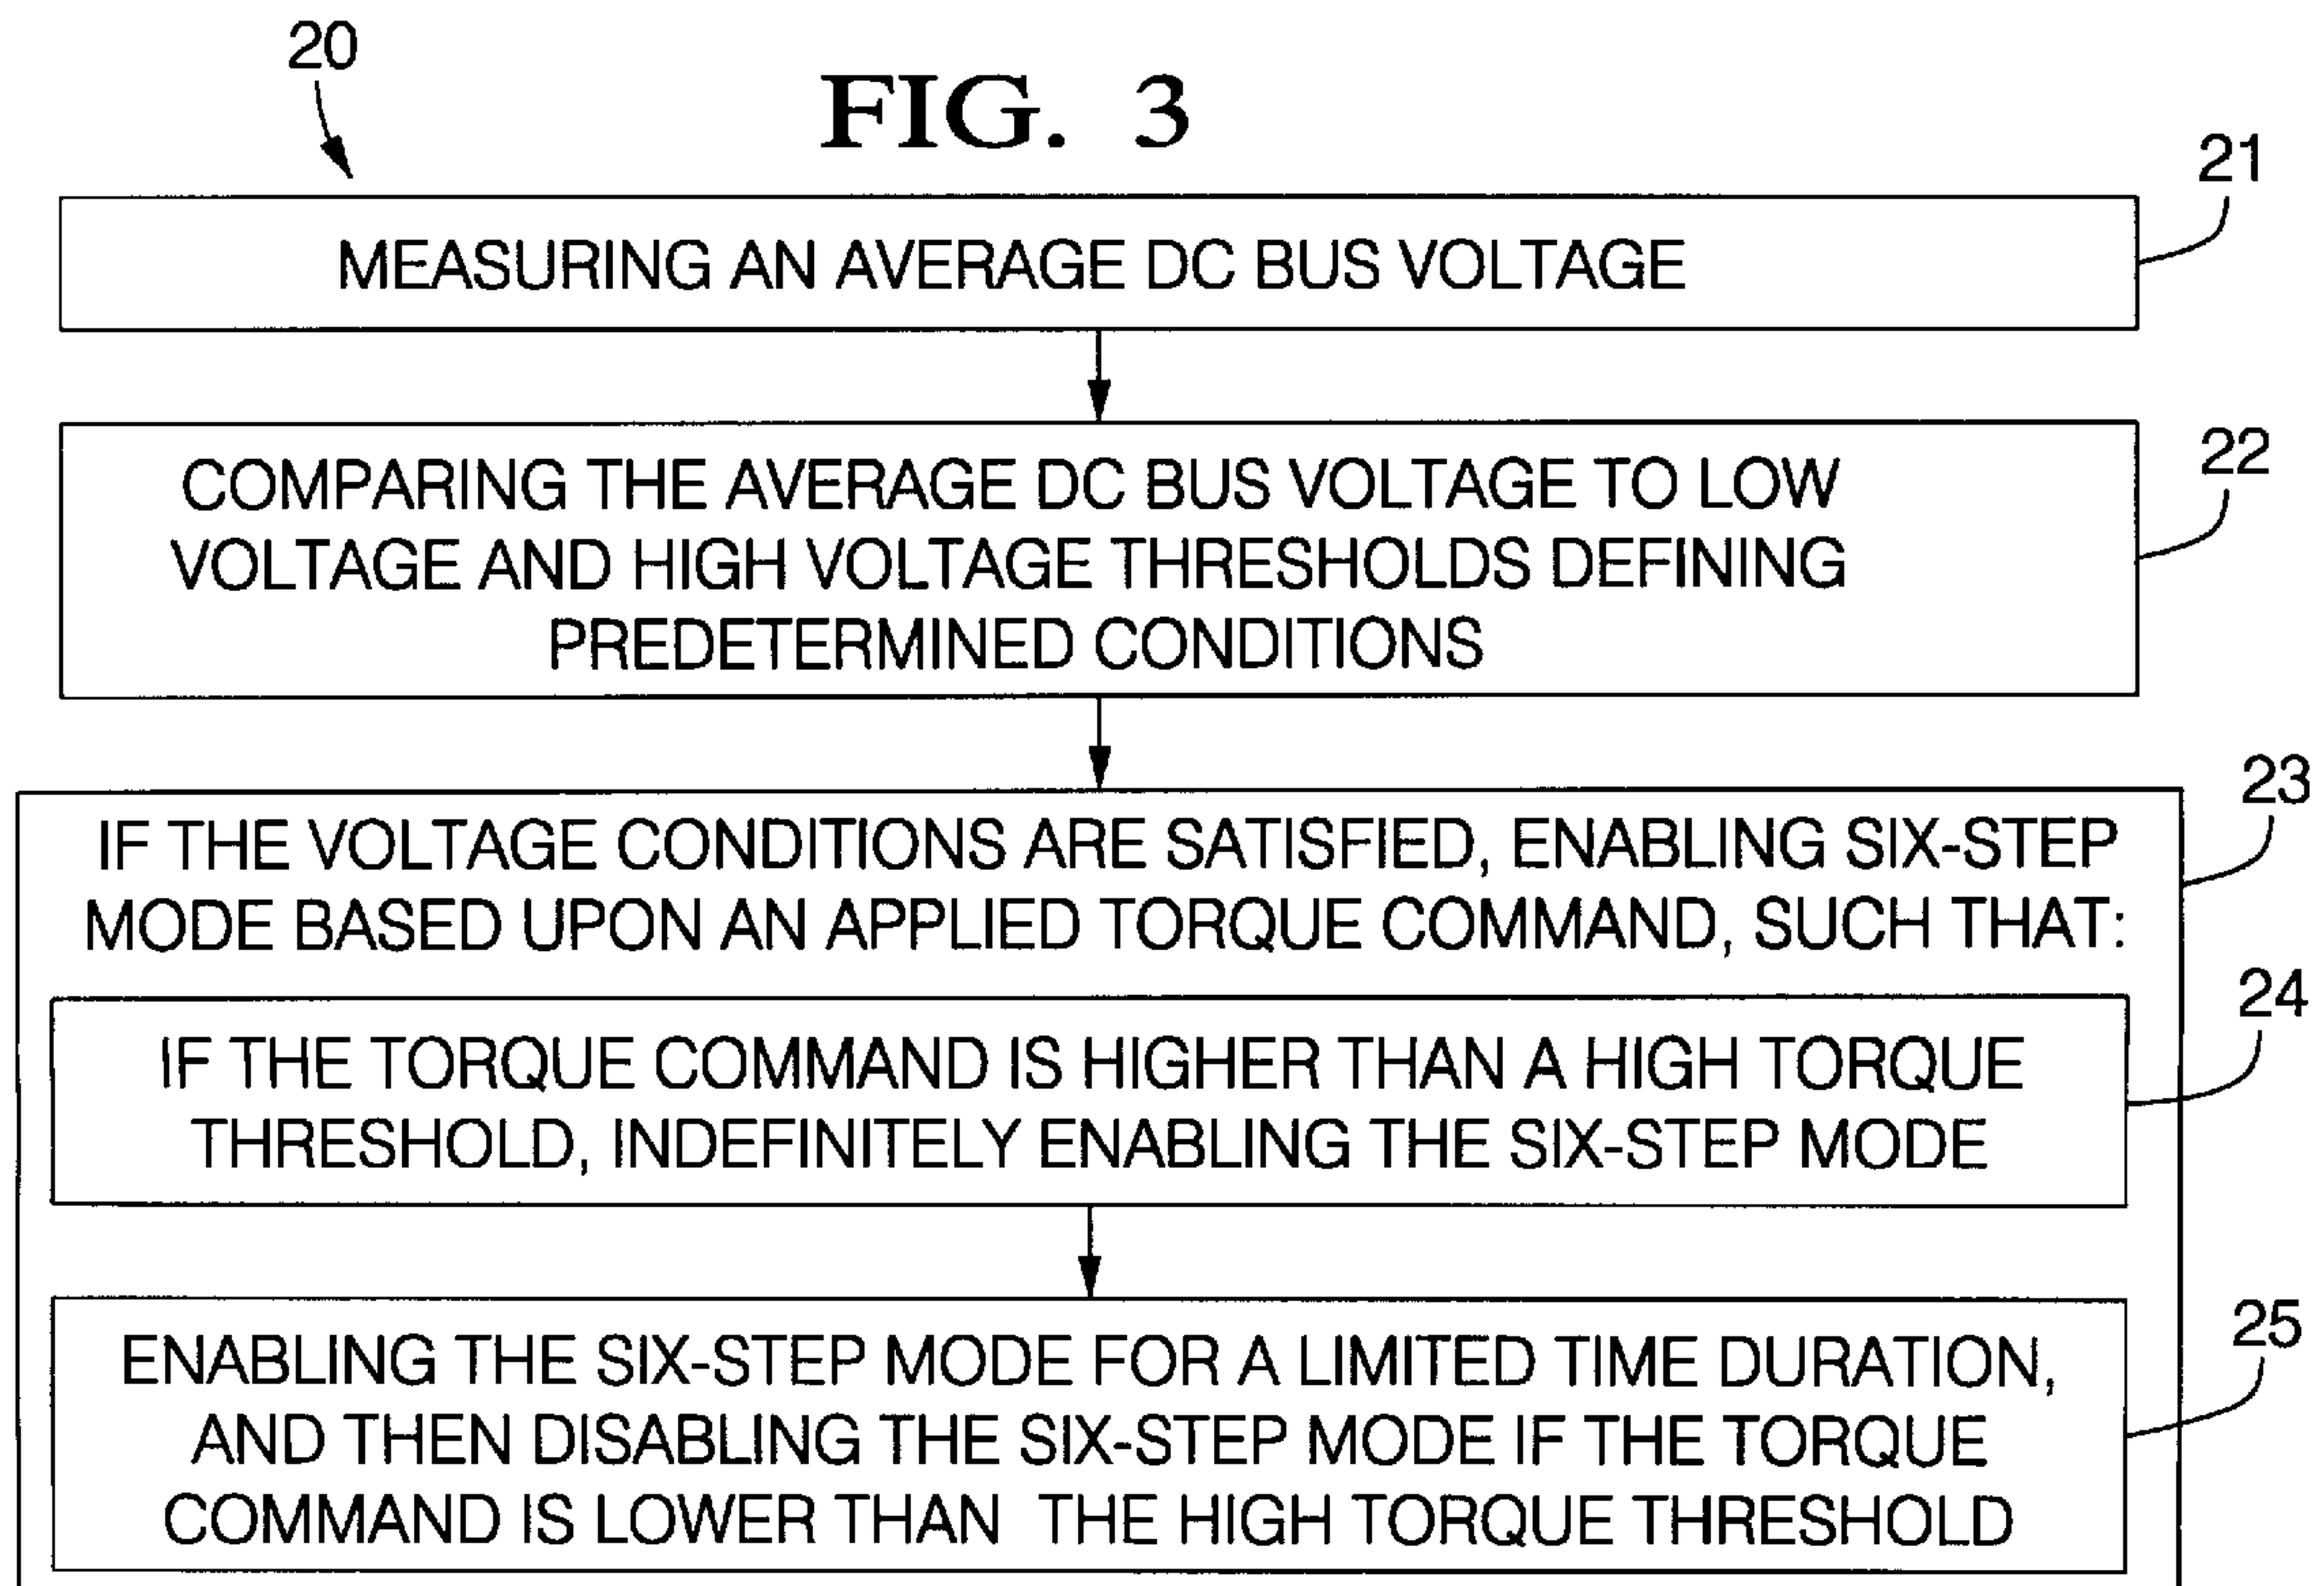 20
FIG. 3
21
MEASURING AN AVERAGE DC BUS VOLTAGE
22
COMPARING THE AVERAGE DC BUS VOLTAGE TO LOW
VOLTAGE AND HIGH VOLTAGE THRESHOLDS DEFINING
PREDETERMINED CONDITIONS
23
IF THE VOLTAGE CONDITIONS ARE SATISFIED, ENABLING SIX-STEP
MODE BASED UPON AN APPLIED TORQUE COMMAND, SUCH THAT:
24
IF THE TORQUE COMMAND IS HIGHER THAN A HIGH TORQUE
THRESHOLD, INDEFINITELY ENABLING THE SIX-STEP MODE
25
ENABLING THE SIX-STEP MODE FOR A LIMITED TIME DURATION,
AND THEN DISABLING THE SIX-STEP MODE IF THE TORQUE
COMMAND IS LOWER THAN THE HIGH TORQUE THRESHOLD